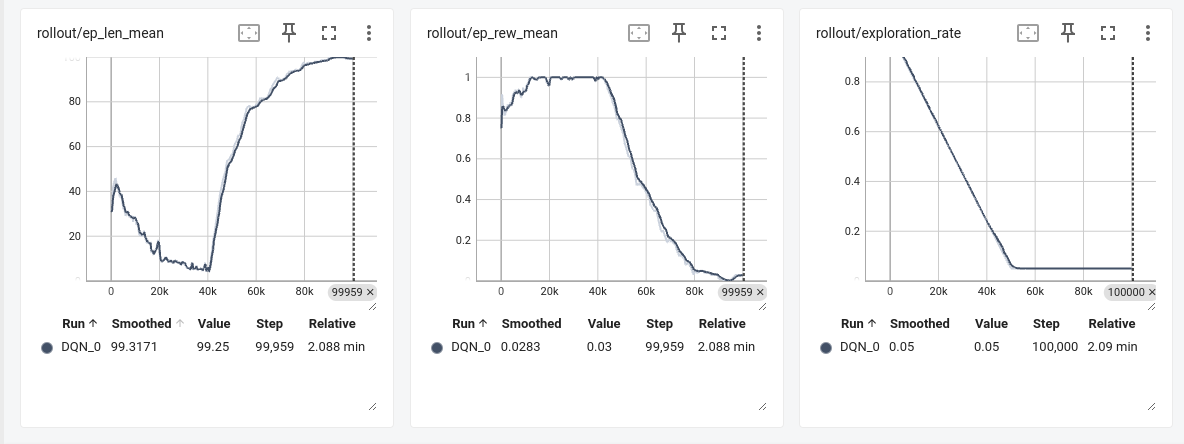 rollout/ep_len_mean
80
60
40
20
0
20k
40k
60k
80k
99959 ✕
Run ↑ Smoothed ↑ Value Step Relative
DQN_0 99.3171 99.25 99,959 2.088 min
rollout/ep_rew_mean
1
0.8
0.6
0.4
0.2
0
20k
40k
60k
80k
99959 ✕
Run ↑ Smoothed Value Step Relative
DQN_0 0.0283 0.03 99,959 2.088 min
rollout/exploration_rate
0.8
0.6
0.4
0.2
0
20k
40k
60k
80k
100000 ✕
Run ↑ Smoothed Value Step Relative
DQN_0 0.05 0.05 100,000 2.09 min